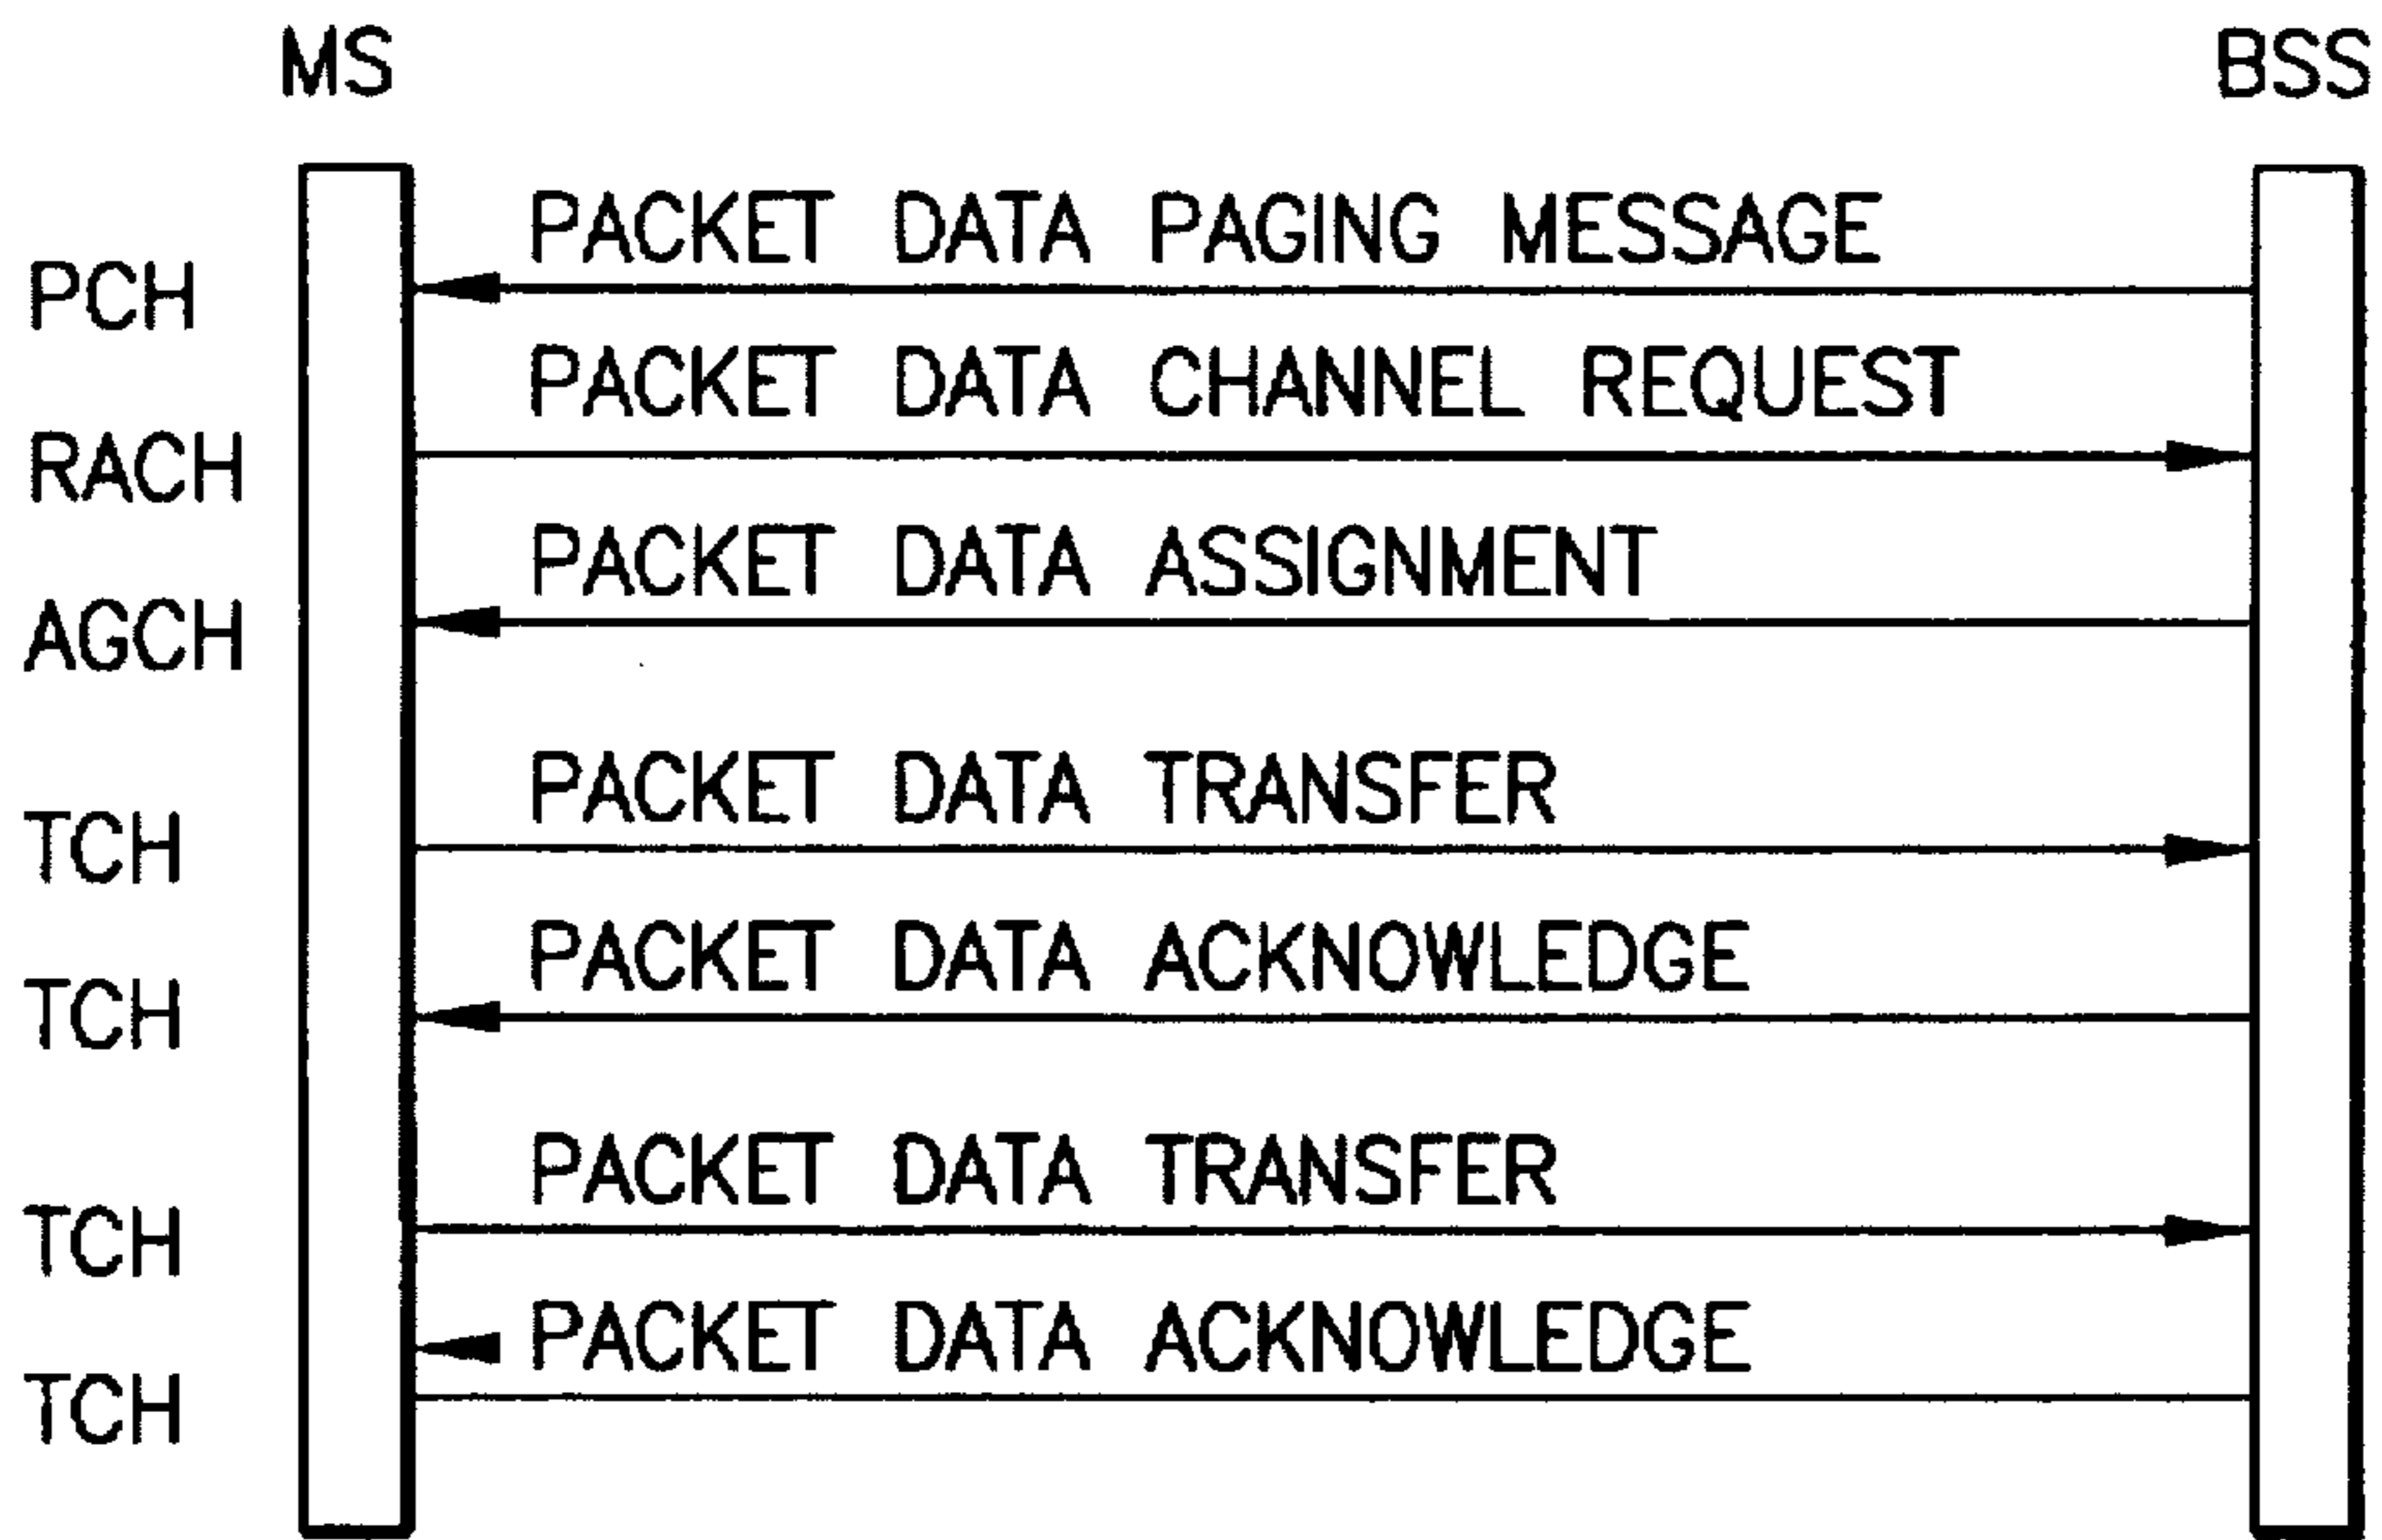 MS BSS
PACKET DATA PAGING MESSAGE
PCH
PACKET DATA CHANNEL REQUEST
RACH
PACKET DATA ASSIGNMENT
AGCH
PACKET DATA TRANSFER
TCH
PACKET DATA ACKNOWLEDGE
TCH
PACKET DATA TRANSFER
TCH
PACKET DATA ACKNOWLEDGE
TCH